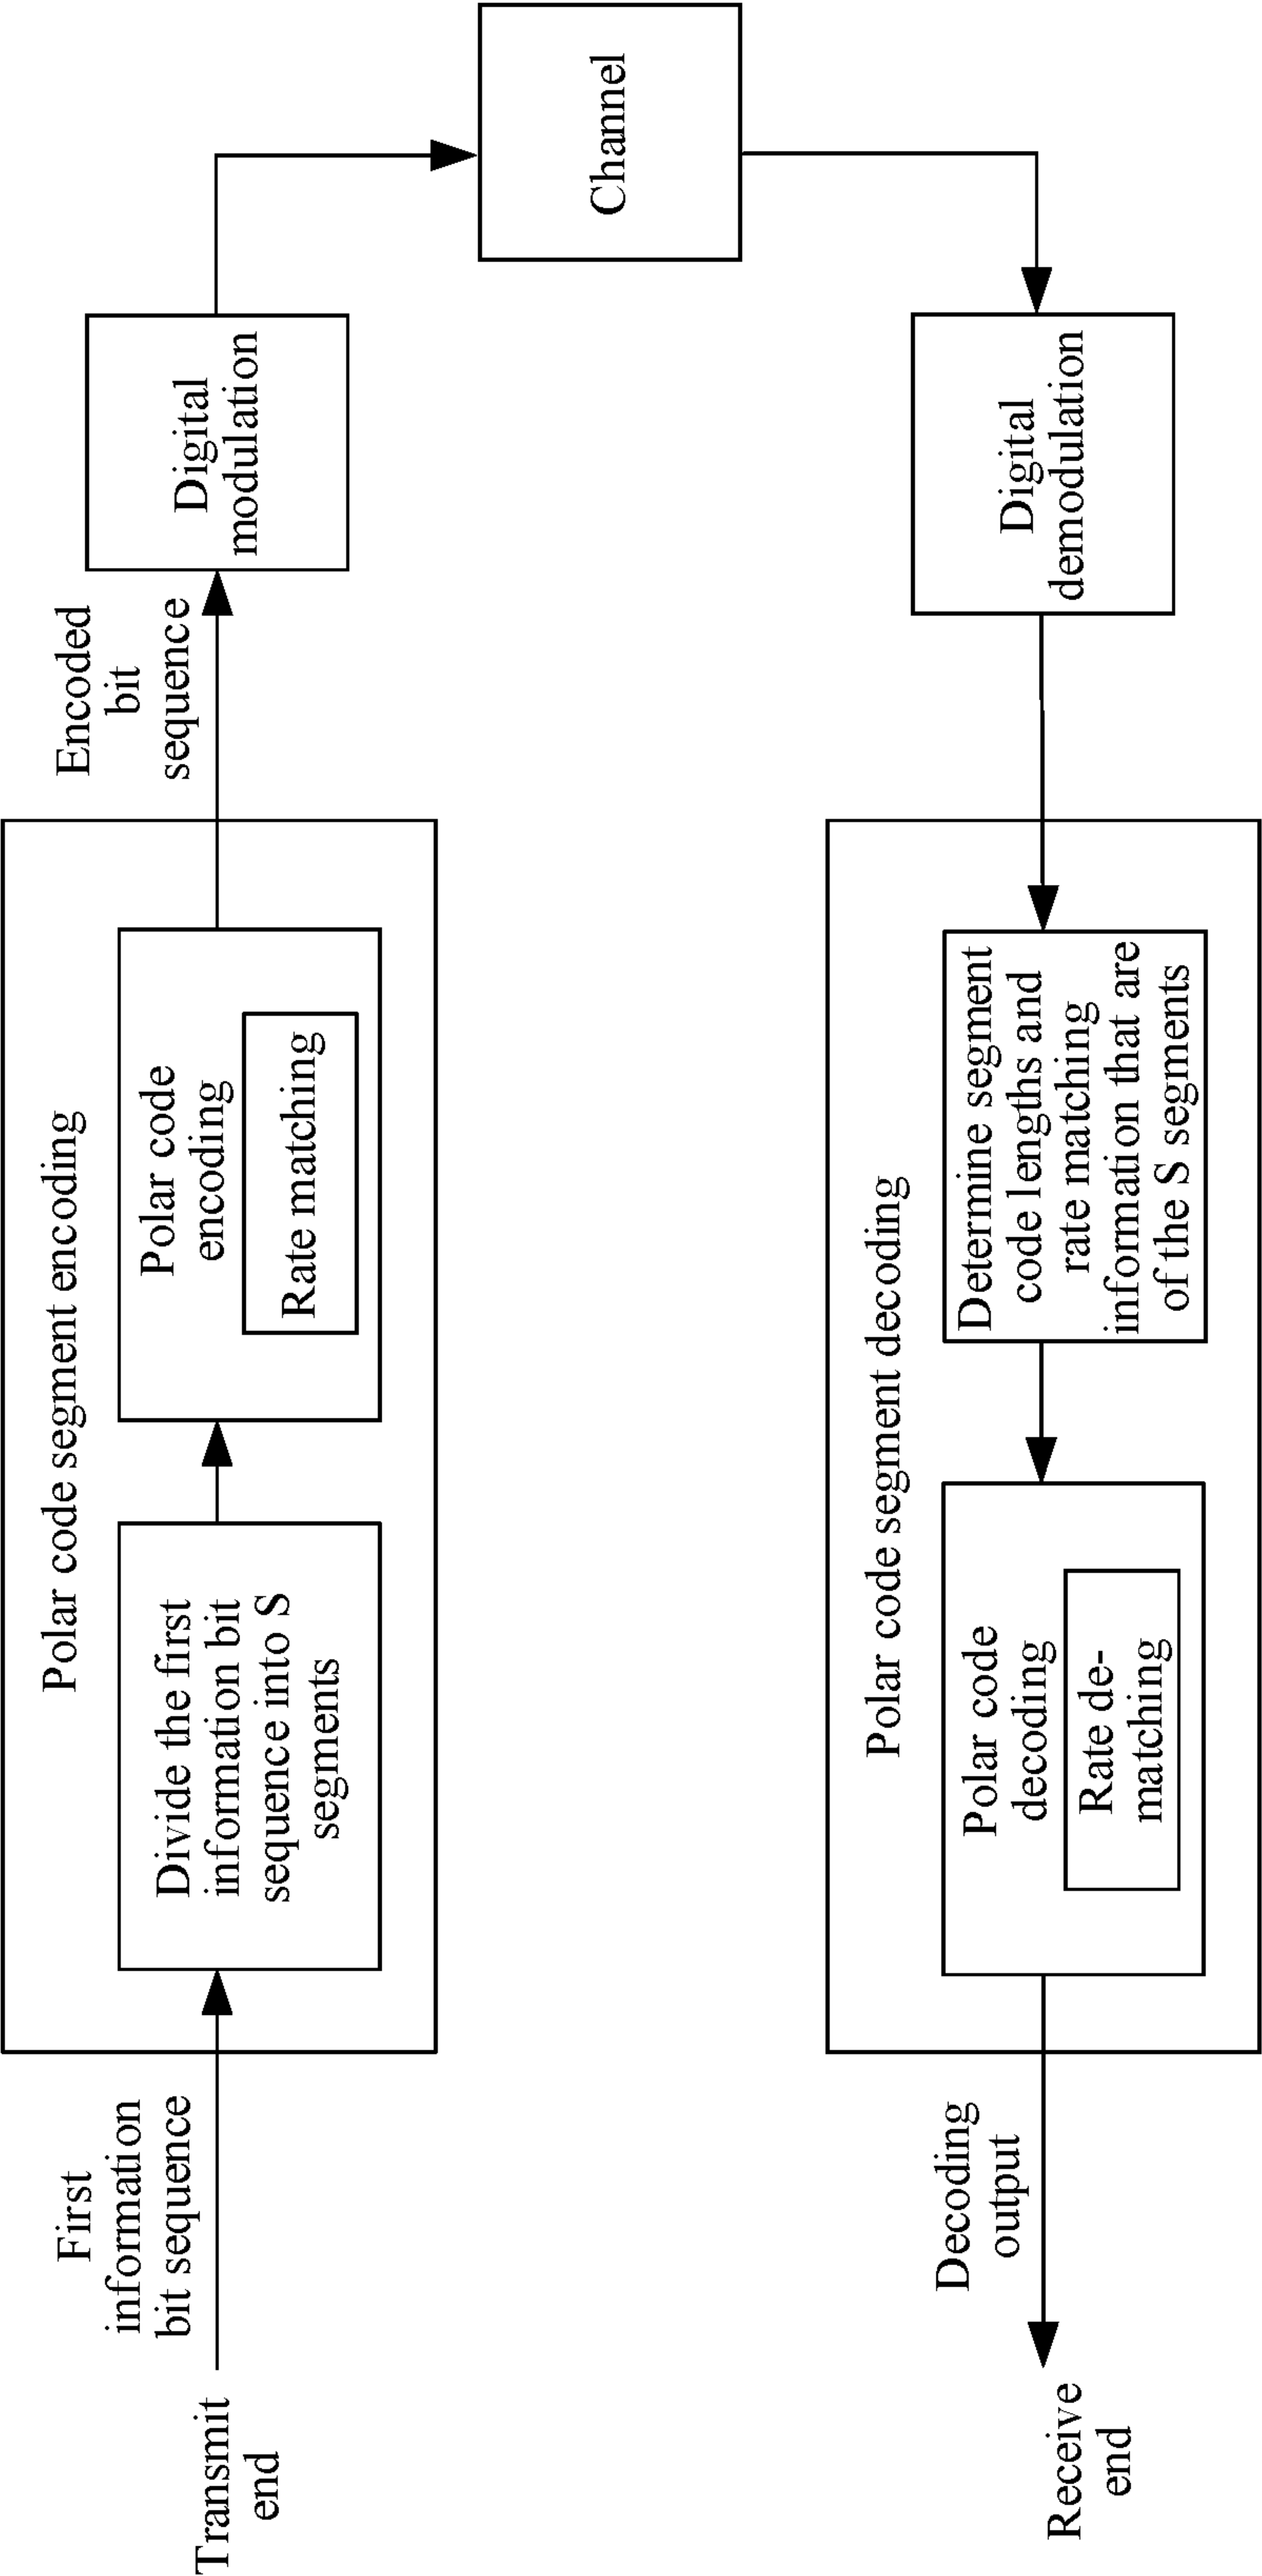 Transmit
end
First
information
bit sequence
Polar code segment encoding
Divide the first
information bit
sequence into S
segments
Polar code
encoding
Rate matching
Encoded
bit
sequence
Digital
modulation
Channel
Digital
demodulation
Polar code segment decoding
Determine segment
code lengths and
rate matching
information that are
of the S segments
Polar code
decoding
Rate de-
matching
Decoding
output
Receive
end